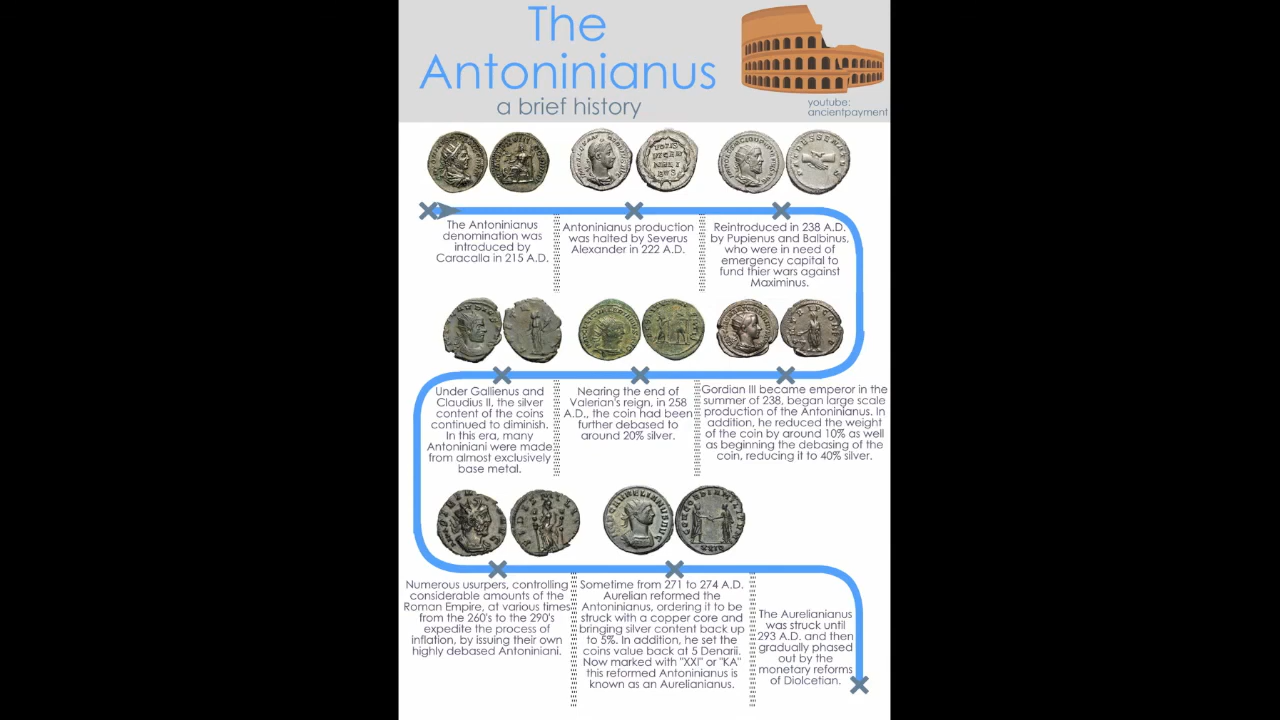 The
Antoninianus
a brief history
youtube:
ancientpayment
The Antoninianus
denomination was
introduced by
Caracalla in 215 A.D.
Antoninianus production
was halted by Severus
Alexander in 222 A.D.
Reintroduced in 238 A.D.
by Pupienus and Balbinus,
who were in need of
emergency capital to
fund thier wars against
Maximinus.
Gordian III became emperor in the
summer of 238, began large scale
production of the Antoninianus. In
addition, he reduced the weight
of the coin by around 10% as well
as beginning the debasing of the
coin, reducing it to 40% silver.
Nearing the end of
Valerian's reign, in 258
A.D., the coin had been
further debased to
around 20% silver.
Under Gallienus and
Claudius II, the silver
content of the coins
continued to diminish.
In this era, many
Antoniniani were made
from almost exclusively
base metal.
Numerous usurpers, controlling
considerable amounts of the
Roman Empire, at various times
from the 260's to the 290's
expedite the process of
inflation, by issuing their own
highly debased Antoniniani.
Sometime from 271 to 274 A.D.
Aurelian reformed the
Antoninianus, ordering it to be
struck with a copper core and
bringing silver content back up
to 5%. In addition, he set the
coins value back at 5 Denarii.
Now marked with "XXI" or "KA"
this reformed Antoninianus is
known as an Aurelianianus.
The Aurelianianus
was struck until
293 A.D. and then
gradually phased
out by the
monetary reforms
of Diolcetian.